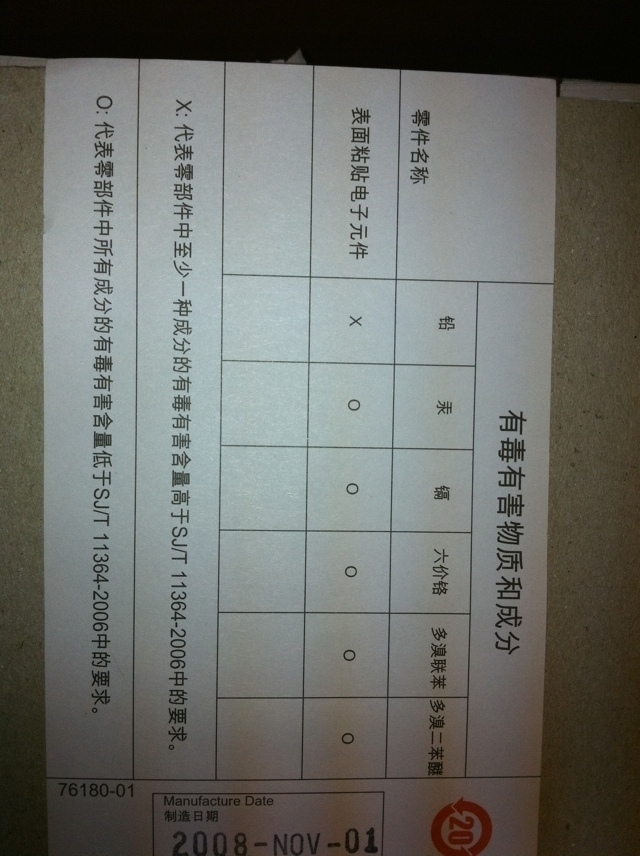 有毒有害物质和成分
零件名称
铅 汞 镉 六价铬 多溴联苯 多溴二苯醚
表面粘贴电子元件 X O O O O O
X: 代表零部件中至少一种成分的有毒有害含量高于SJ/T 11364-2006中的要求。
O: 代表零部件中所有成分的有毒有害含量低于SJ/T 11364-2006中的要求。
76180-01
Manufacture Date
制造日期
2008-NOV-01
20